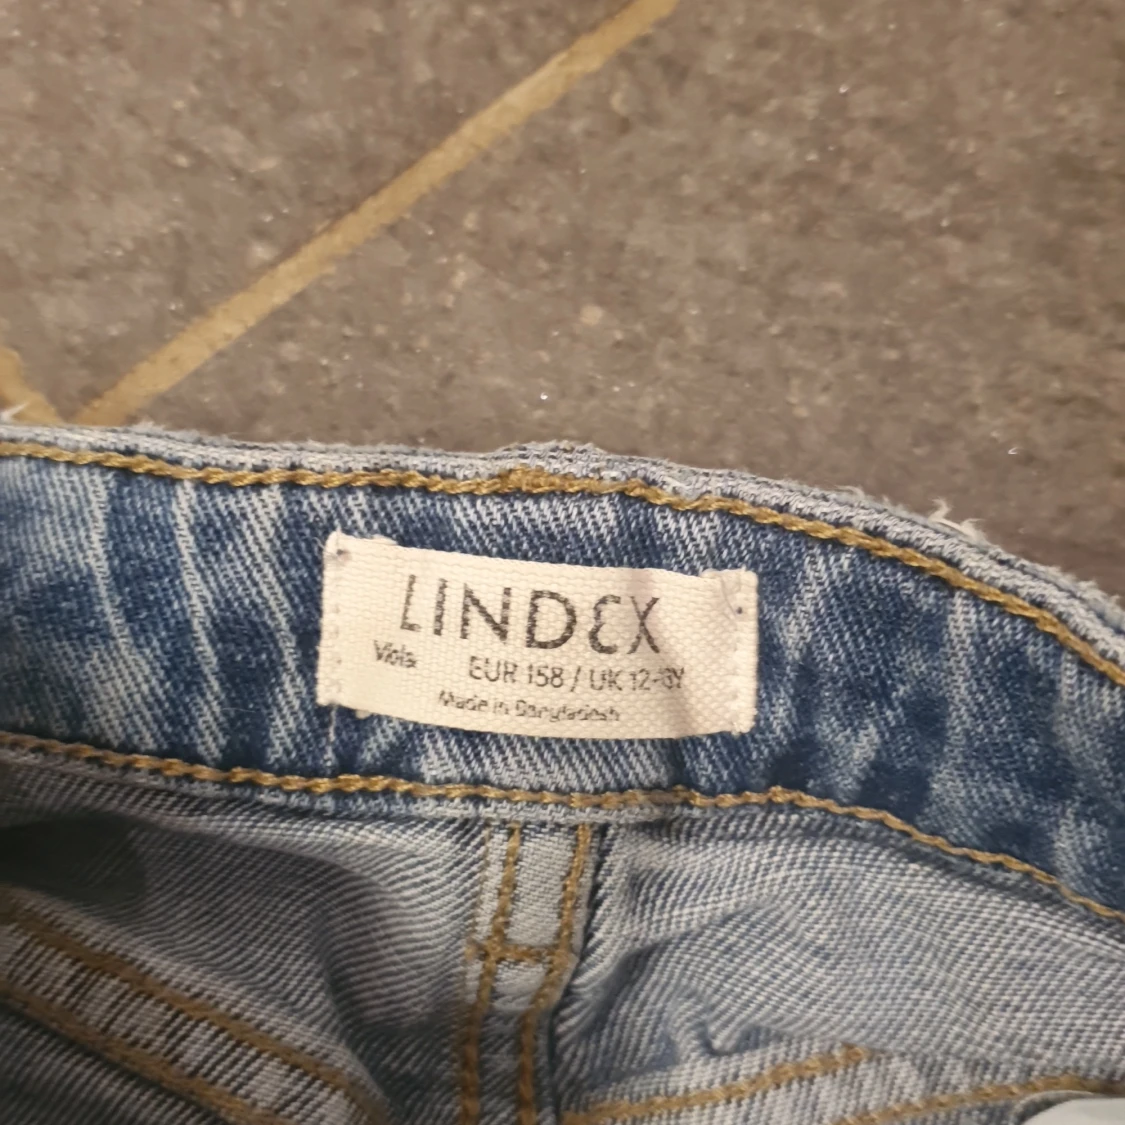 LINDEX
Viola EUR 158 / UK 12-13Y
Made in Bangladesh